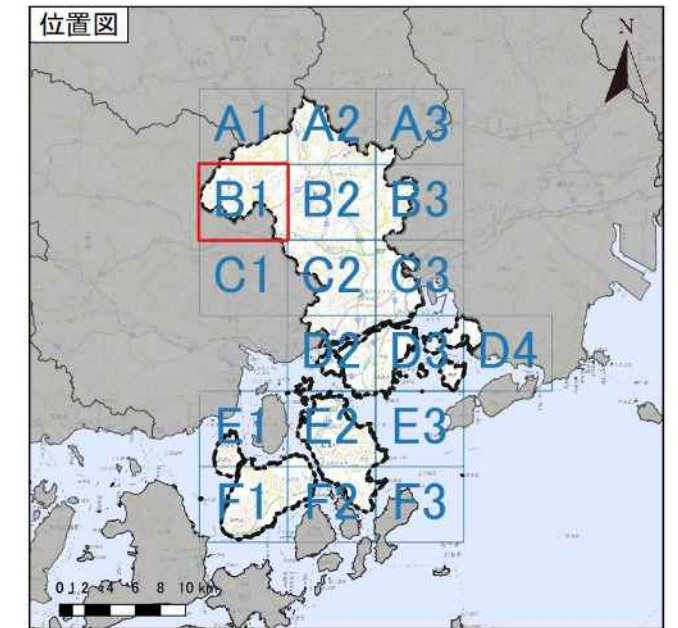 位置図
N
A1 A2 A3
B1 B2 B3
C1 C2 C3
D2 D3 D4
E1 E2 E3
F1 F2 F3
0 1 2 4 6 8 10 km